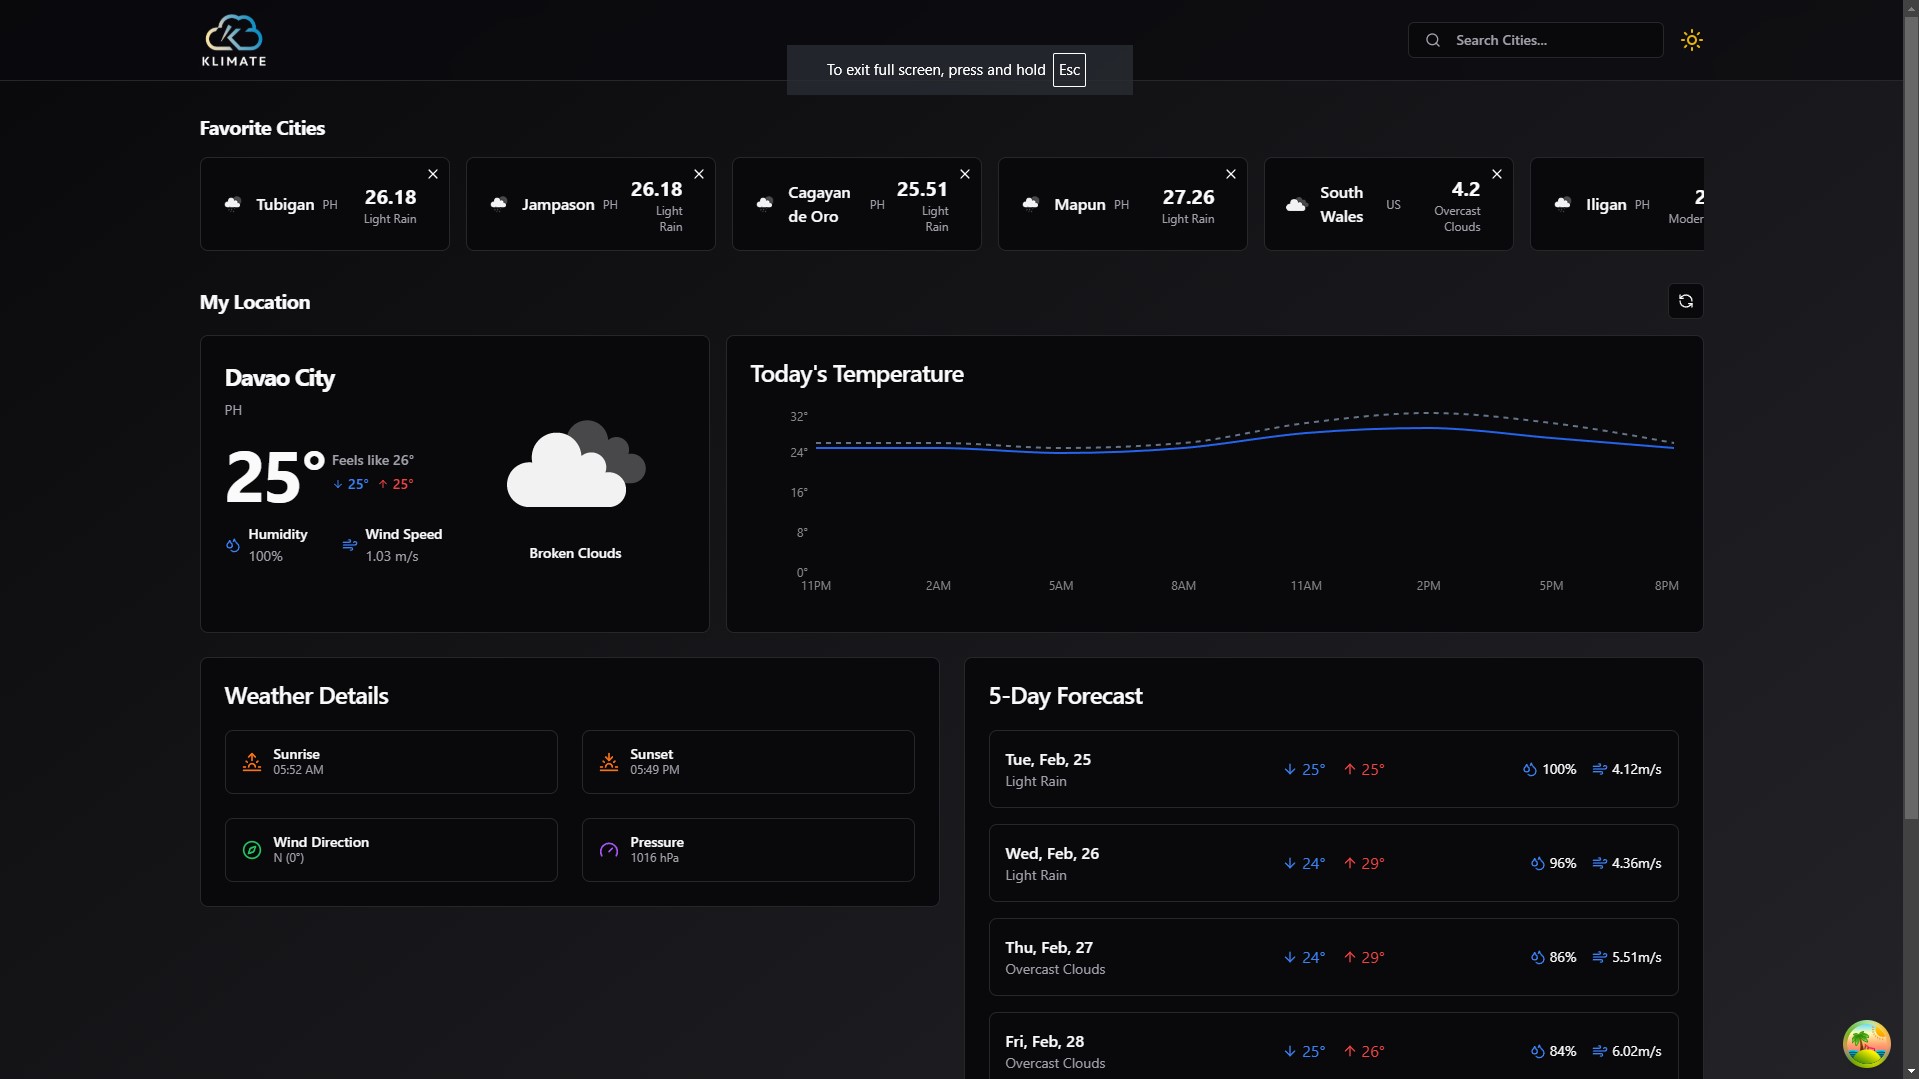 KLIMATE
Search Cities...
To exit full screen, press and hold Esc
Favorite Cities
Tubigan PH 26.18
Light Rain
Jampason PH 26.18
Light
Rain
Cagayan
de Oro PH 25.51
Light
Rain
Mapun PH 27.26
Light Rain
South
Wales US 4.2
Overcast
Clouds
Iligan PH 2
Moder
My Location
Davao City
PH
25°
Feels like 26°
↓ 25° ↑ 25°
Humidity
100%
Wind Speed
1.03 m/s
Broken Clouds
Today's Temperature
32°
24°
16°
8°
0°
11PM 2AM 5AM 8AM 11AM 2PM 5PM 8PM
Weather Details
Sunrise
05:52 AM
Sunset
05:49 PM
Wind Direction
N (0°)
Pressure
1016 hPa
5-Day Forecast
Tue, Feb, 25
Light Rain
↓ 25° ↑ 25° 100% 4.12m/s
Wed, Feb, 26
Light Rain
↓ 24° ↑ 29° 96% 4.36m/s
Thu, Feb, 27
Overcast Clouds
↓ 24° ↑ 29° 86% 5.51m/s
Fri, Feb, 28
Overcast Clouds
↓ 25° ↑ 26° 84% 6.02m/s